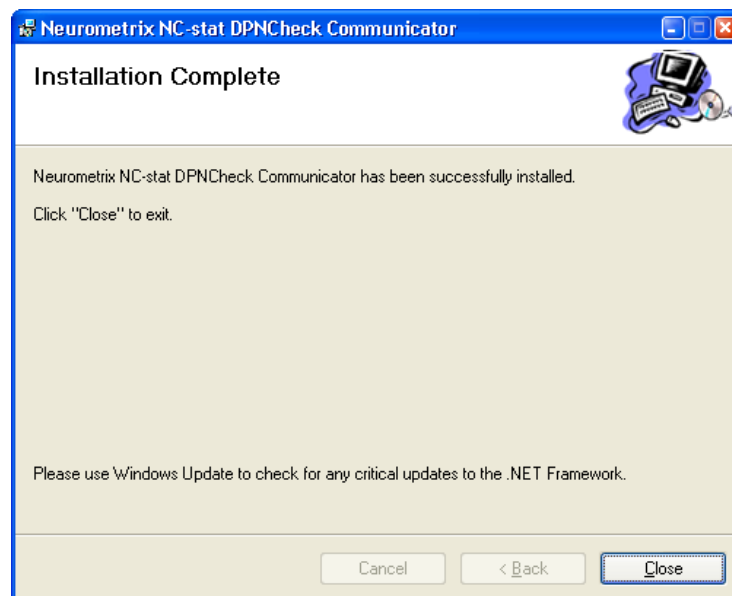 Neurometrix NC-stat DPNCheck Communicator
Installation Complete
Neurometrix NC-stat DPNCheck Communicator has been successfully installed.
Click "Close" to exit.
Please use Windows Update to check for any critical updates to the .NET Framework.
Cancel
< Back
Close